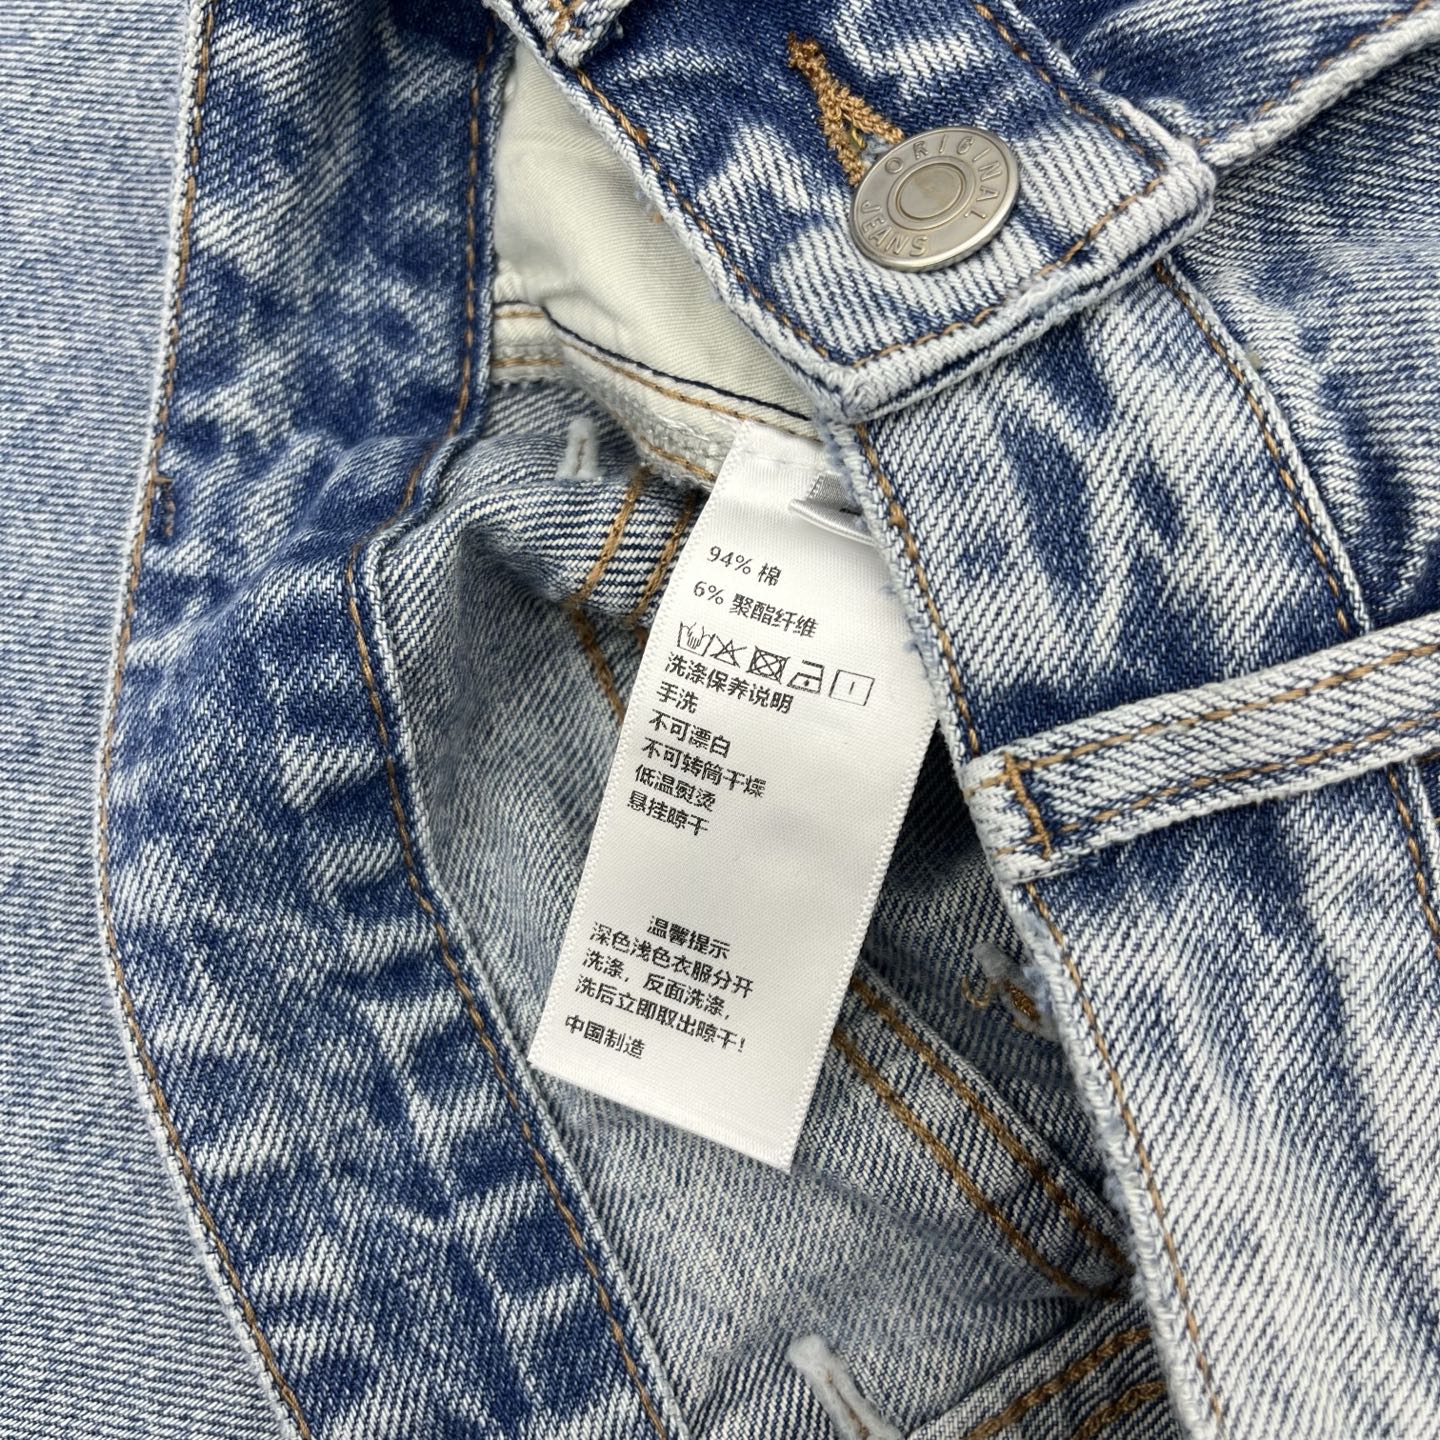 ORIGINAL
JEANS
94% 棉
6% 聚酯纤维
洗涤保养说明
手洗
不可漂白
不可转筒干燥
低温熨烫
悬挂晾干
温馨提示
深色浅色衣服分开
洗涤，反面洗涤，
洗后立即取出晾干！
中国制造